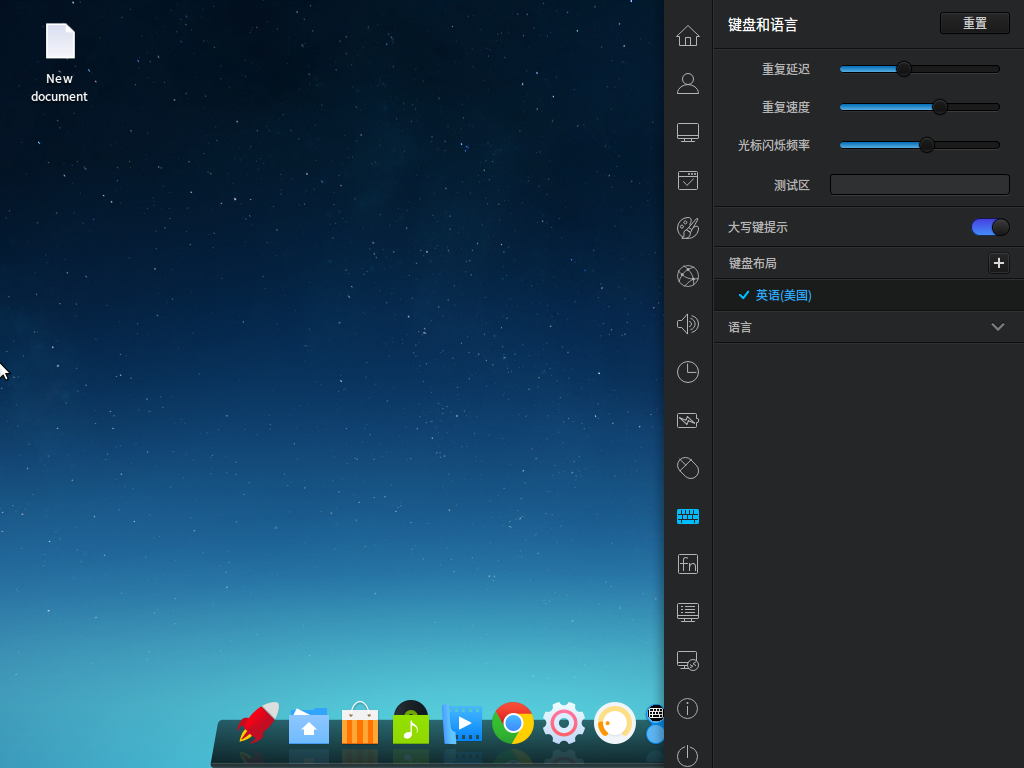 New
document
键盘和语言
重置
重复延迟
重复速度
光标闪烁频率
测试区
大写键提示
键盘布局
英语(美国)
语言
fn